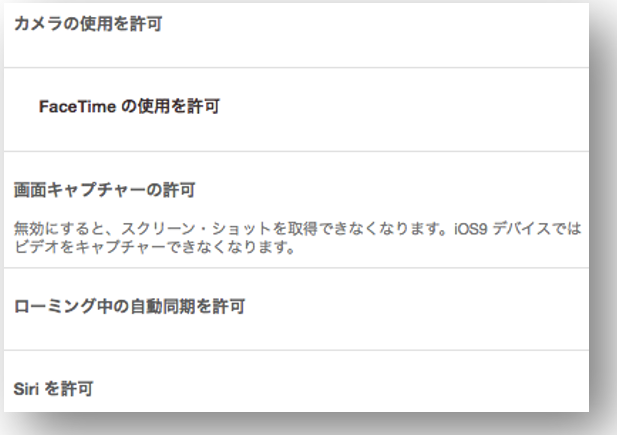 カメラの使用を許可
FaceTime の使用を許可
画面キャプチャーの許可
無効にすると、スクリーン・ショットを取得できなくなります。iOS9 デバイスでは
ビデオをキャプチャーできなくなります。
ローミング中の自動同期を許可
Siri を許可